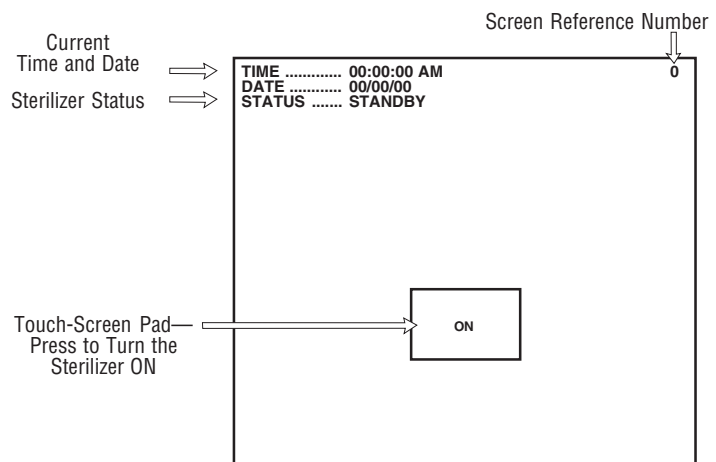 Screen Reference Number
Current
Time and Date
Sterilizer Status
TIME ............ 00:00:00 AM
0
DATE ............ 00/00/00
STATUS ....... STANDBY
Touch-Screen Pad—
Press to Turn the
Sterilizer ON
ON